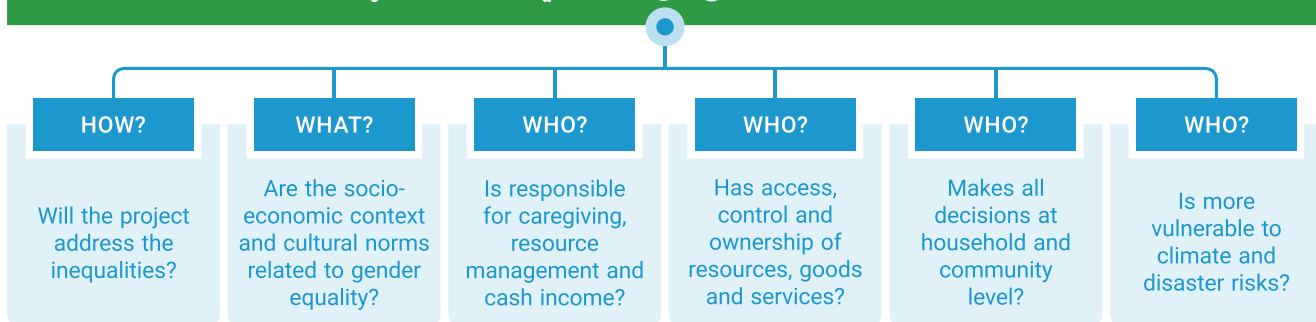 HOW?
Will the project
address the
inequalities?
WHAT?
Are the socio-
economic context
and cultural norms
related to gender
equality?
WHO?
Is responsible
for caregiving,
resource
management and
cash income?
WHO?
Has access,
control and
ownership of
resources, goods
and services?
WHO?
Makes all
decisions at
household and
community
level?
WHO?
Is more
vulnerable to
climate and
disaster risks?